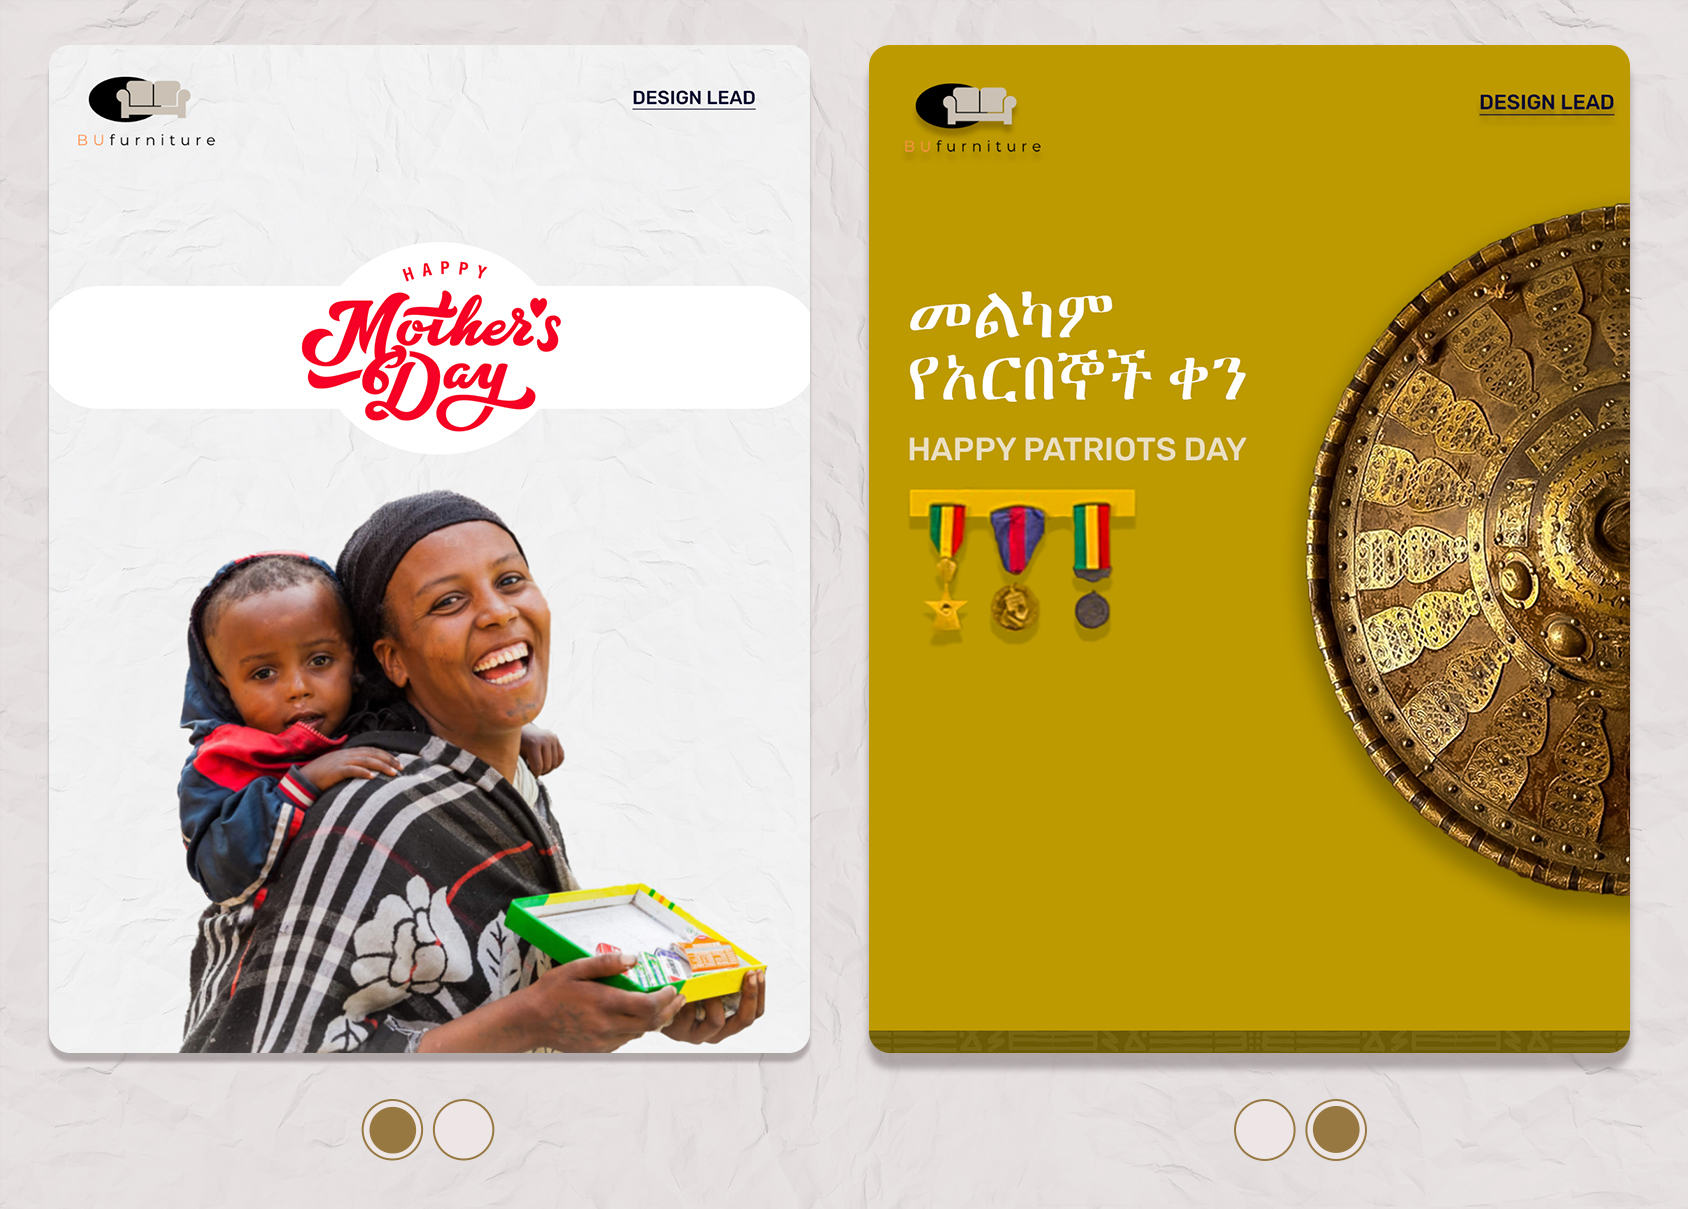 BUfurniture
DESIGN LEAD
HAPPY
Mother's
Day
BUfurniture
DESIGN LEAD
መልካም
የአርበኞች ቀን
HAPPY PATRIOTS DAY